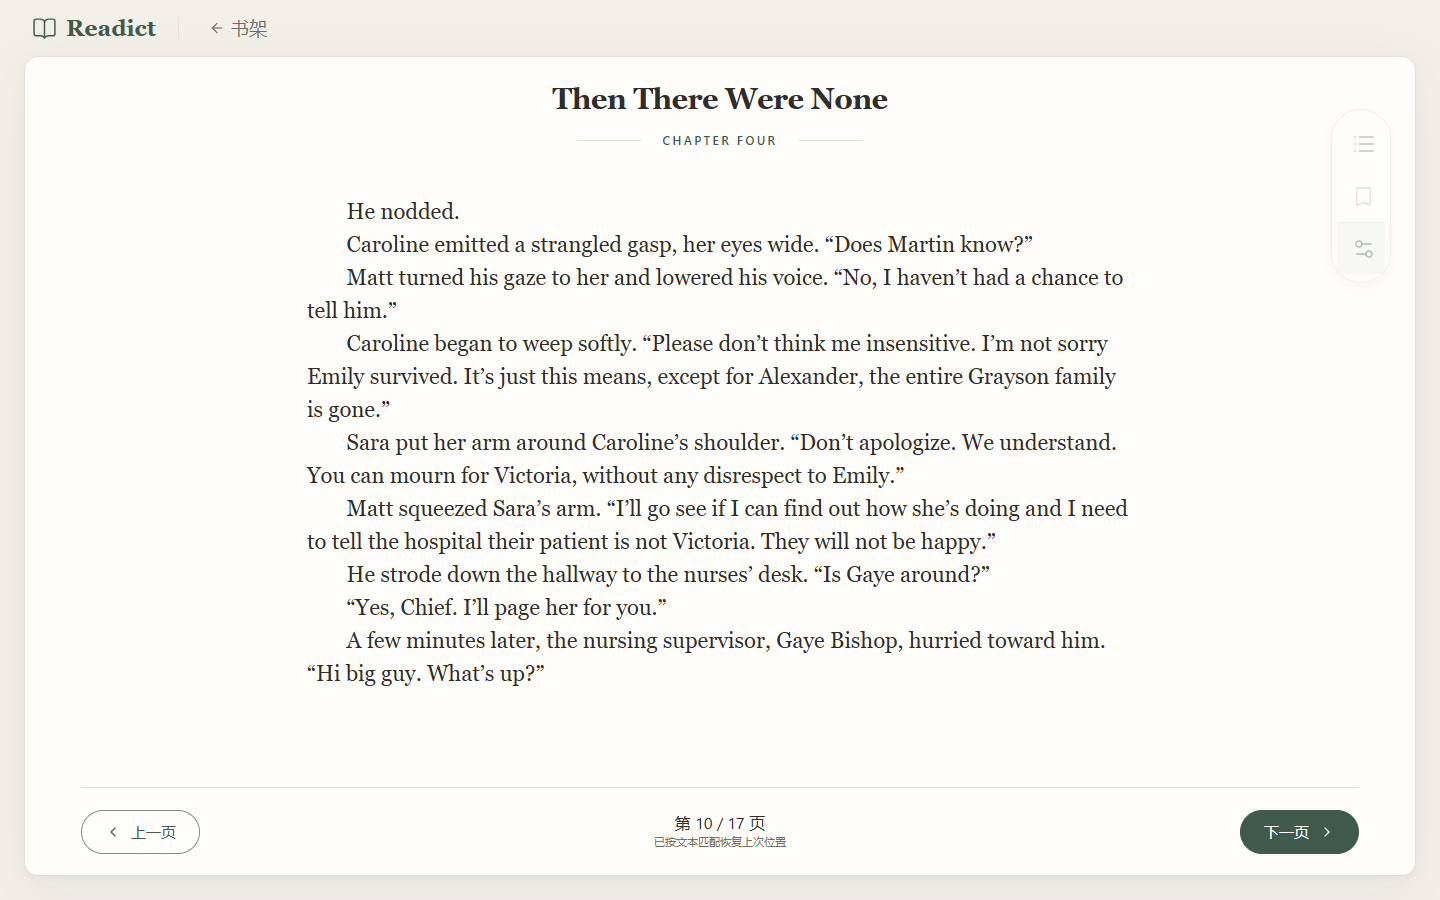 Readict
书架
Then There Were None
CHAPTER FOUR
He nodded.
Caroline emitted a strangled gasp, her eyes wide. “Does Martin know?”
Matt turned his gaze to her and lowered his voice. “No, I haven’t had a chance to
tell him.”
Caroline began to weep softly. “Please don’t think me insensitive. I’m not sorry
Emily survived. It’s just this means, except for Alexander, the entire Grayson family
is gone.”
Sara put her arm around Caroline’s shoulder. “Don’t apologize. We understand.
You can mourn for Victoria, without any disrespect to Emily.”
Matt squeezed Sara’s arm. “I’ll go see if I can find out how she’s doing and I need
to tell the hospital their patient is not Victoria. They will not be happy.”
He strode down the hallway to the nurses’ desk. “Is Gaye around?”
“Yes, Chief. I’ll page her for you.”
A few minutes later, the nursing supervisor, Gaye Bishop, hurried toward him.
“Hi big guy. What’s up?”
上一页
第 10 / 17 页
已按文本匹配恢复上次位置
下一页